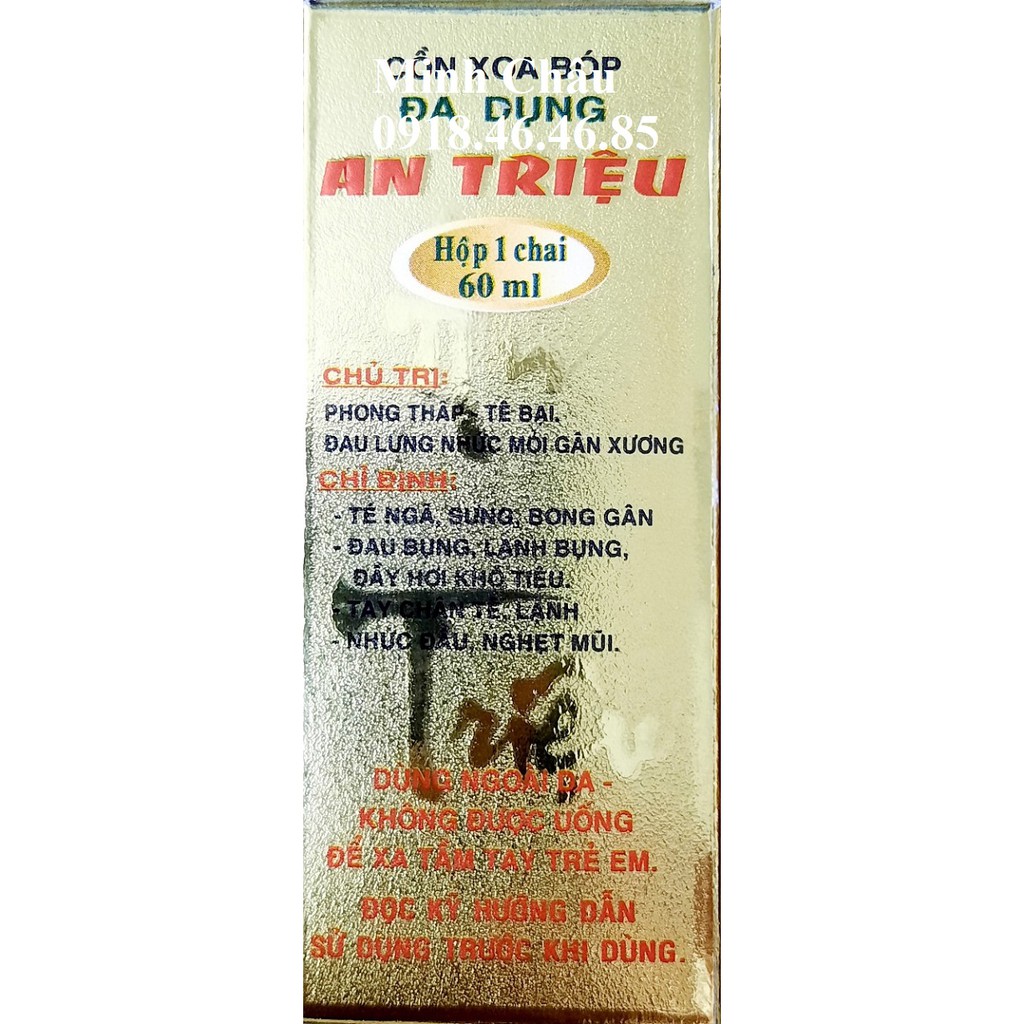 CỒN XOA BÓP
Minh Châu
ĐA DỤNG
0918.46.46.85
AN TRIỆU
Hộp 1 chai
60 ml
CHỦ TRỊ:
PHONG THẤP - TÊ BẠI.
ĐAU LƯNG NHỨC MỎI GÂN XƯƠNG
CHỈ ĐỊNH:
- TÉ NGÃ, SƯNG, BONG GÂN
- ĐAU BỤNG, LẠNH BỤNG,
ĐẦY HƠI KHÓ TIÊU.
- TAY CHÂN TÊ, LẠNH
- NHỨC ĐẦU, NGHẸT MŨI.
Triệu
DÙNG NGOÀI DA -
KHÔNG ĐƯỢC UỐNG
ĐỂ XA TẦM TAY TRẺ EM.
ĐỌC KỸ HƯỚNG DẪN
SỬ DỤNG TRƯỚC KHI DÙNG.